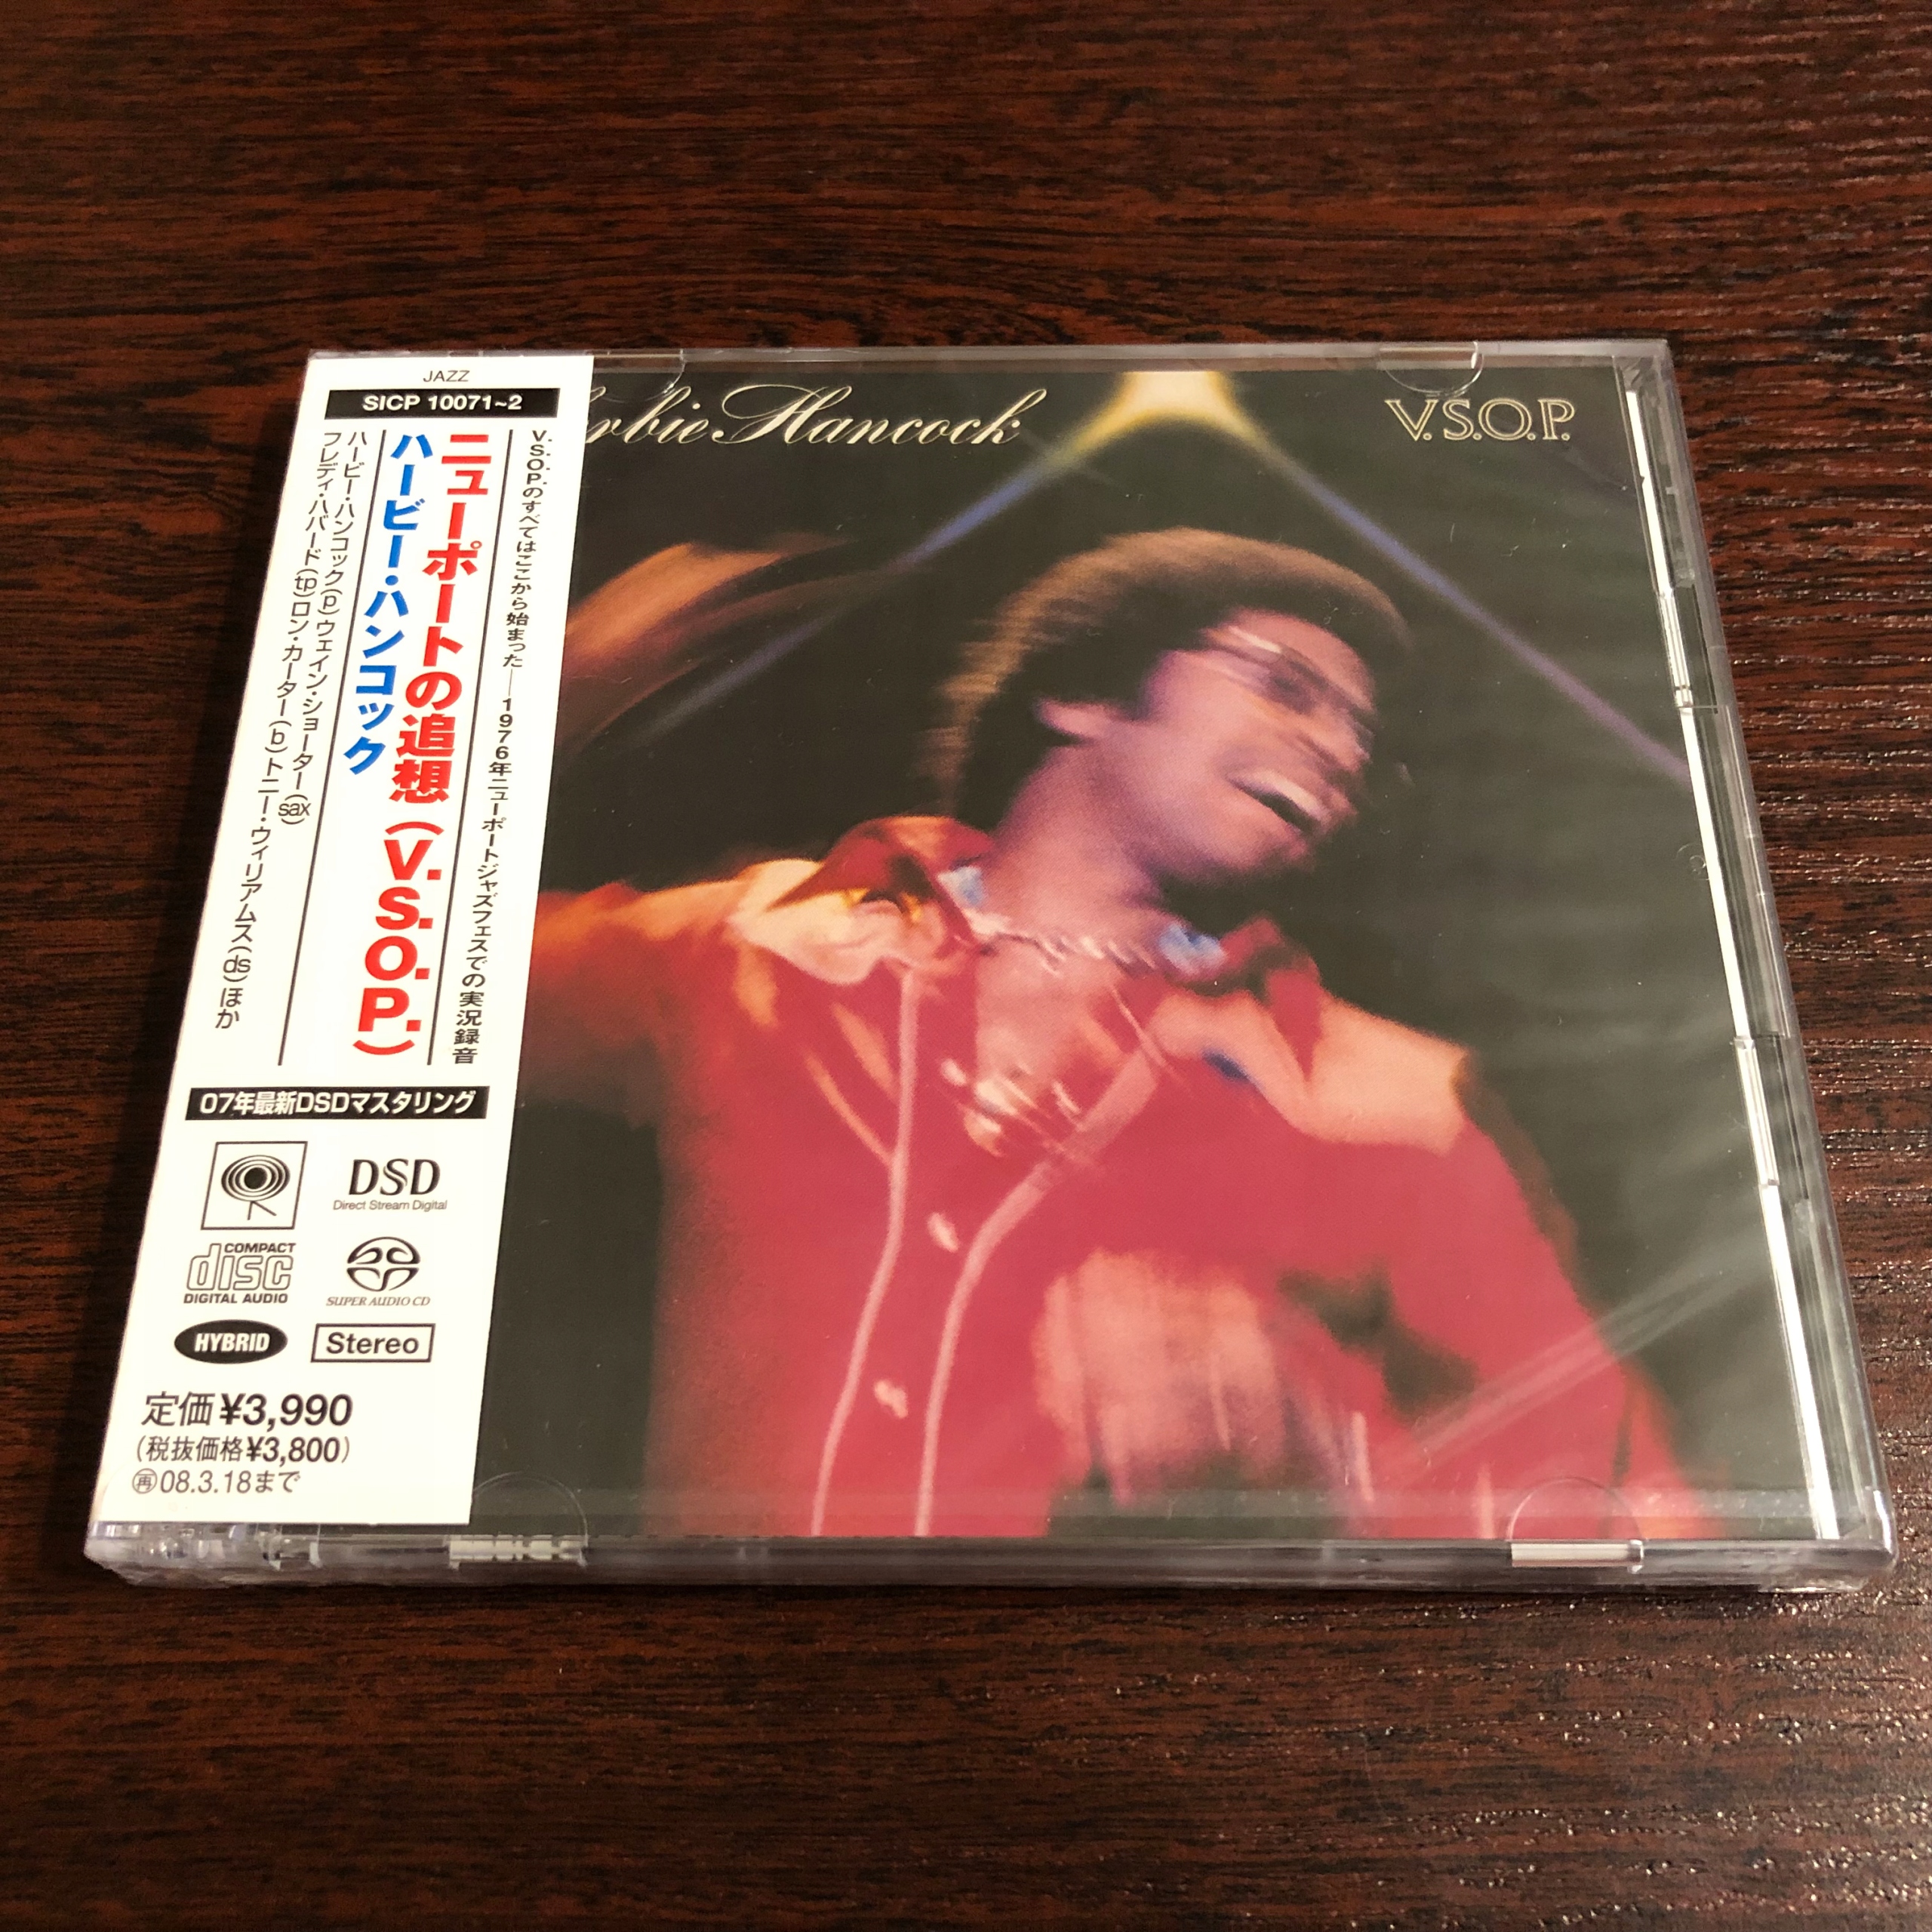 JAZZ
SICP 10071~2
V.S.O.P.のすべてはここから始まった——1976年ニューポートジャズフェスでの実況録音
ニューポートの追想(V.S.O.P.)
ハービー・ハンコック
ハービー・ハンコック(p)ウェイン・ショーター(sax)
フレディ・ハバード(tp)ロン・カーター(b)トニー・ウィリアムス(ds)ほか
07年最新DSDマスタリング
DSD
Direct Stream Digital
COMPACT
disc
DIGITAL AUDIO
SUPER AUDIO CD
HYBRID
Stereo
定価¥3,990
(税抜価格¥3,800)
再08.3.18まで
rbie Hancock
V.S.O.P.